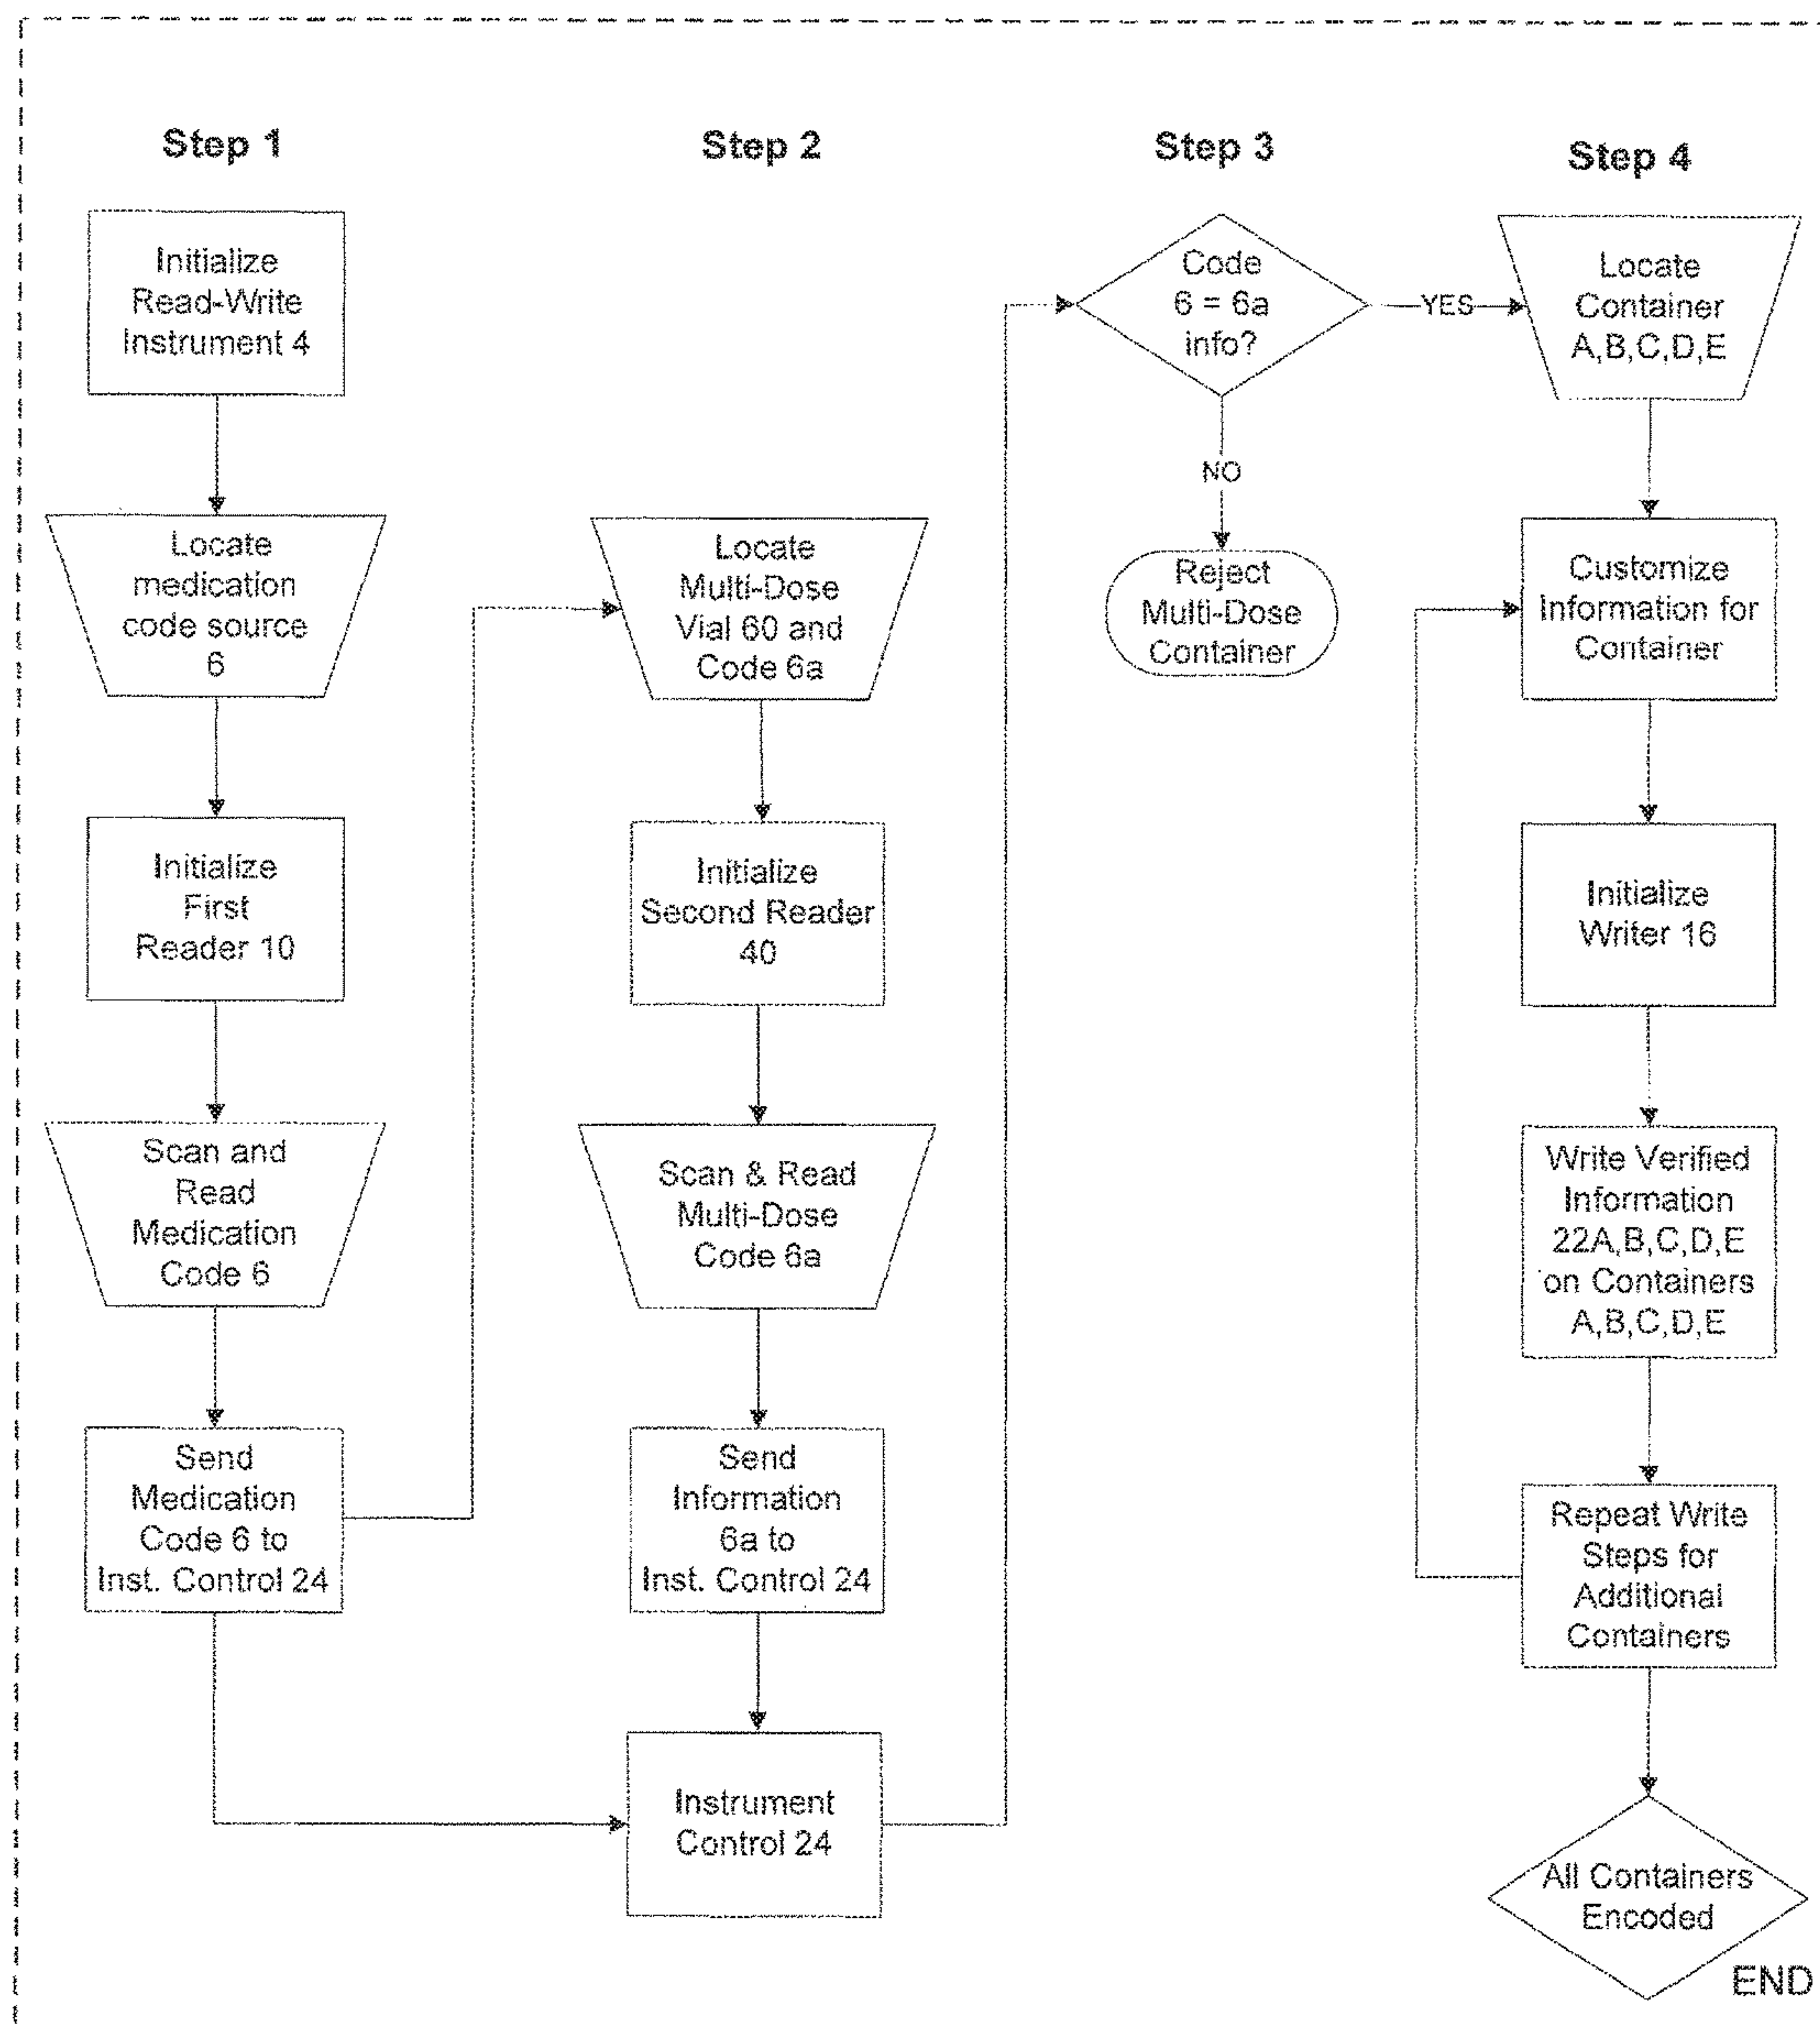 Step 1
Initialize
Read-Write
Instrument 4
Locate
medication
code source
6
Initialize
First
Reader 10
Scan and
Read
Medication
Code 6
Send
Medication
Code 6 to
Inst. Control 24
Step 2
Locate
Multi-Dose
Vial 60 and
Code 6a
Initialize
Second Reader
40
Scan & Read
Multi-Dose
Code 6a
Send
Information
6a to
Inst. Control 24
Instrument
Control 24
Step 3
Code
6 = 6a
info?
YES
NO
Reject
Multi-Dose
Container
Step 4
Locate
Container
A,B,C,D,E
Customize
Information for
Container
Initialize
Writer 16
Write Verified
Information
22A,B,C,D,E
on Containers
A,B,C,D,E
Repeat Write
Steps for
Additional
Containers
All Containers
Encoded
END